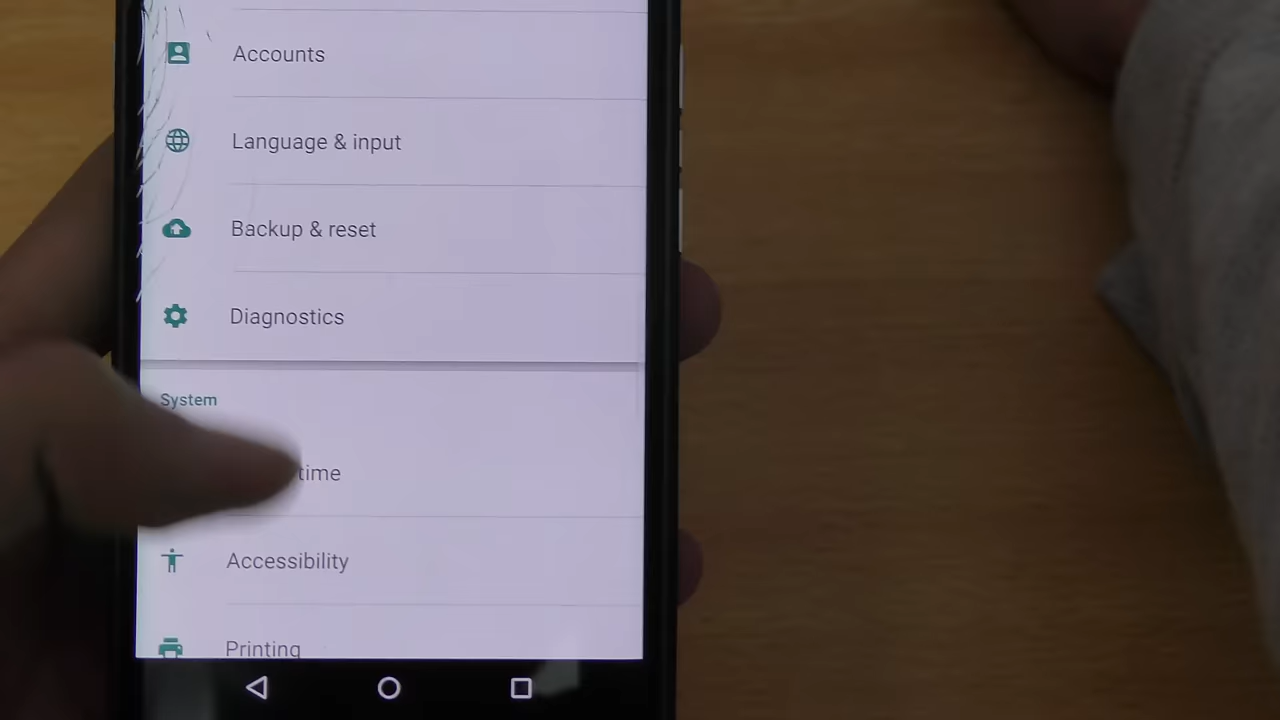 Accounts
Language & input
Backup & reset
Diagnostics
System
time
Accessibility
Printing